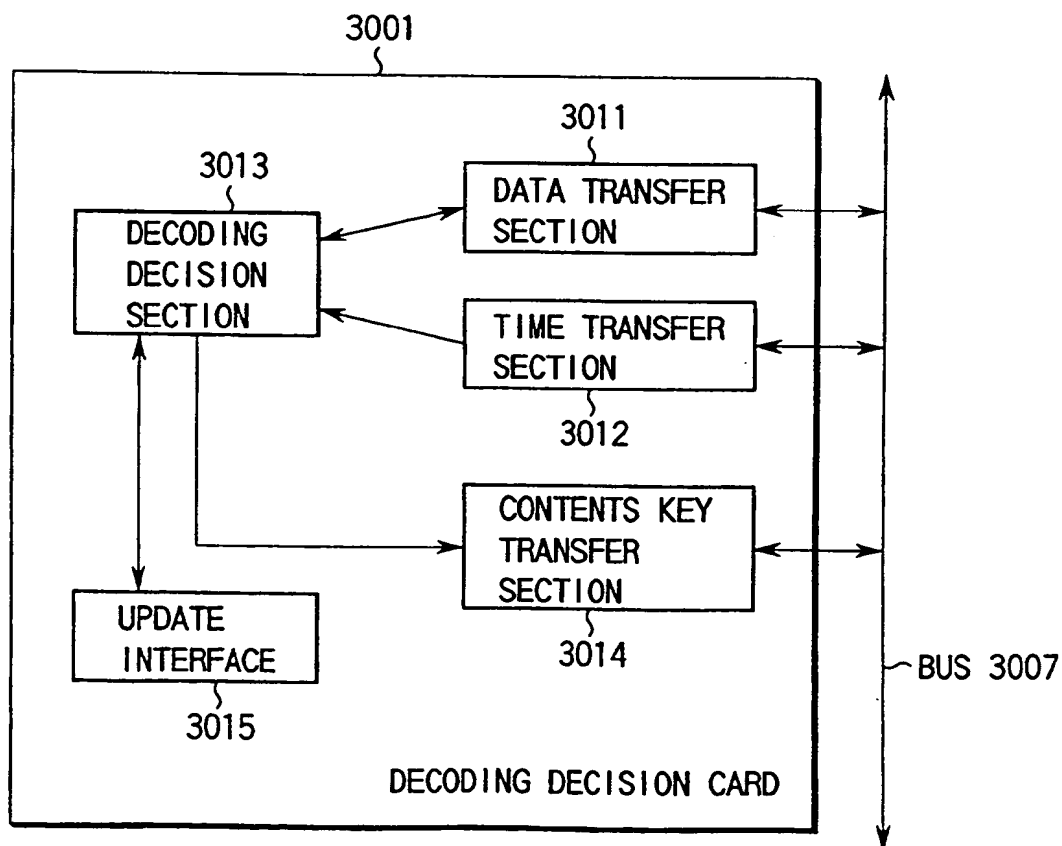 3001
3011
DATA TRANSFER
SECTION
3013
DECODING
DECISION
SECTION
TIME TRANSFER
SECTION
3012
CONTENTS KEY
TRANSFER
SECTION
3014
UPDATE
INTERFACE
3015
BUS 3007
DECODING DECISION CARD